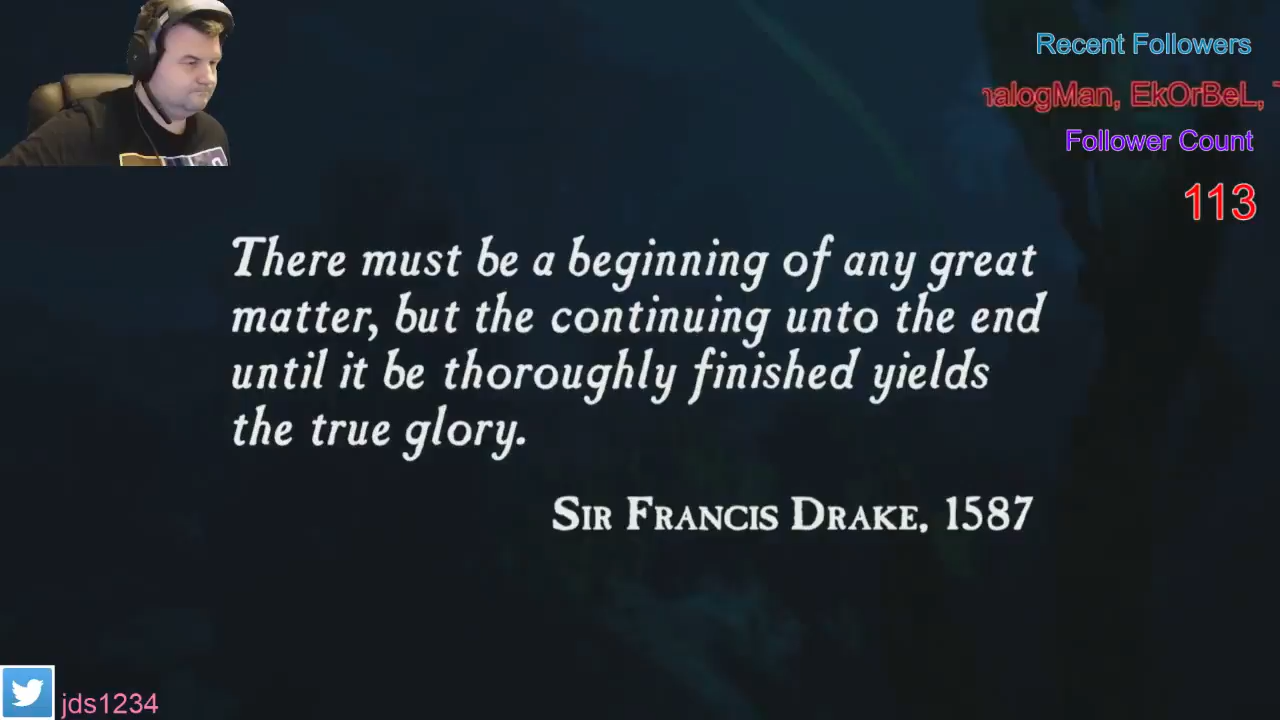 Recent Followers
EkOrBeL,
Follower Count
113
There must be a beginning of any great
matter, but the continuing unto the end
until it be thoroughly finished yields
the true glory.
SIR FRANCIS DRAKE, 1587
jds1234